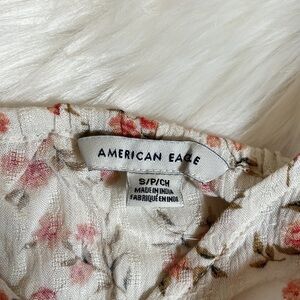 AMERICAN EAGLE
S/P/CH
MADE IN INDIA
FABRIQUÉ EN INDE